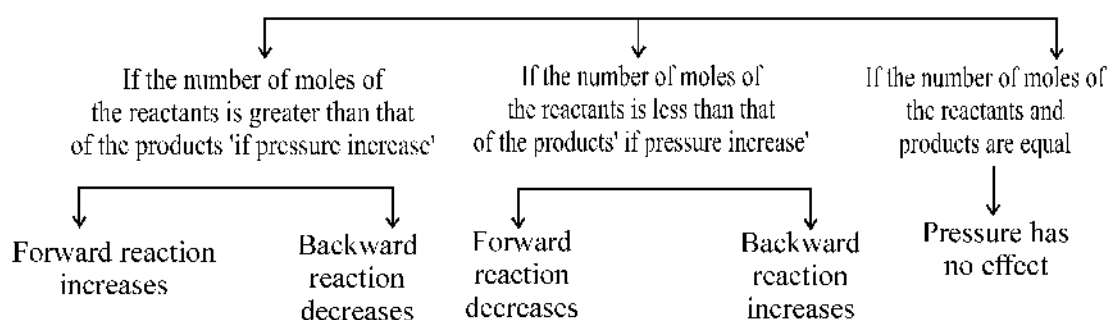 If the number of moles of
the reactants is greater than that
of the products 'if pressure increase'
If the number of moles of
the reactants is less than that
of the products' if pressure increase'
If the number of moles of
the reactants and
products are equal
Forward reaction
increases
Backward
reaction
decreases
Forward
reaction
decreases
Backward
reaction
increases
Pressure has
no effect